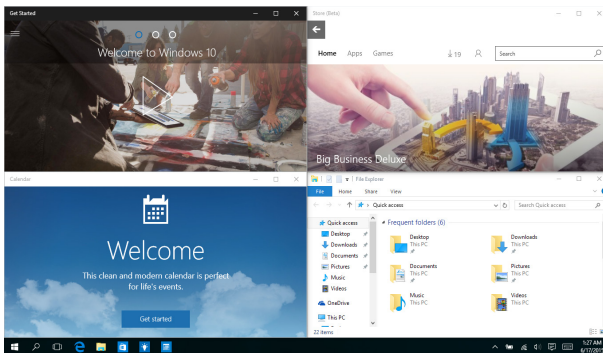 Get Started
Welcome to Windows 10
Store (Beta)
Home Apps Games 19 Search
Big Business Deluxe
Calendar
Welcome
This clean and modern calendar is perfect
for life's events.
Get started
File Explorer
File Home Share View
Quick access
Search Quick access
Quick access
Desktop
Downloads
Documents
Pictures
Music
Videos
OneDrive
This PC
Frequent folders (6)
Desktop
This PC
Downloads
This PC
Documents
This PC
Pictures
This PC
Music
This PC
Videos
This PC
22 items
1:27 AM